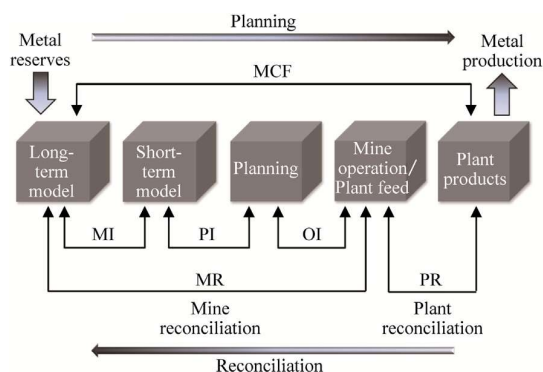 Planning
Metal
reserves
Metal
production
MCF
Long-
term
model
Short-
term
model
Planning
Mine
operation/
Plant feed
Plant
products
MI
PI
OI
MR
PR
Mine
reconciliation
Plant
reconciliation
Reconciliation